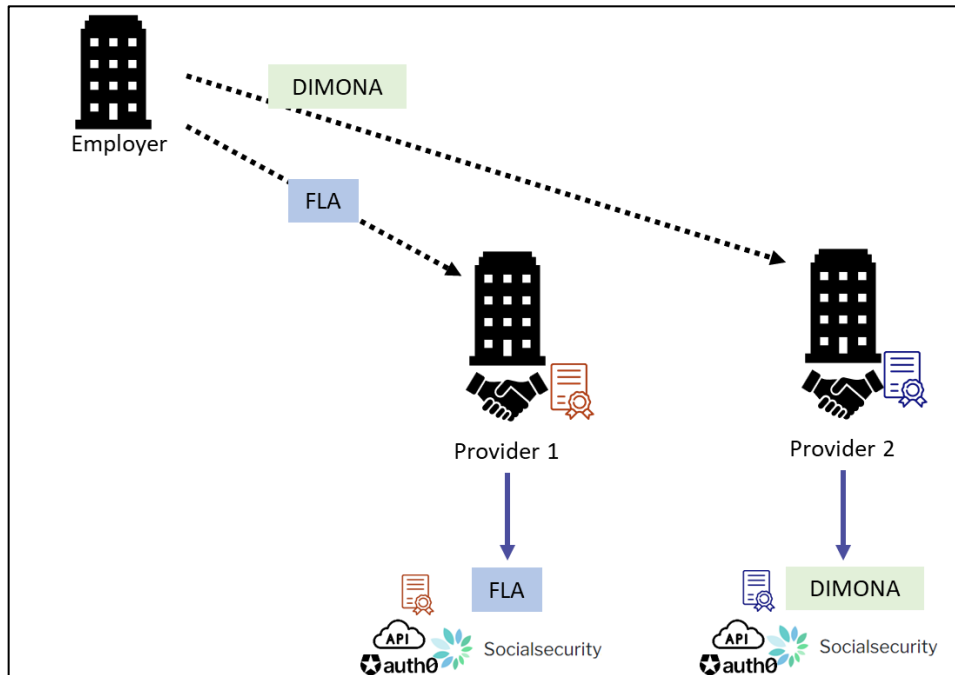 DIMONA
Employer
FLA
Provider 1
Provider 2
FLA
DIMONA
API
auth0
Socialsecurity
API
auth0
Socialsecurity